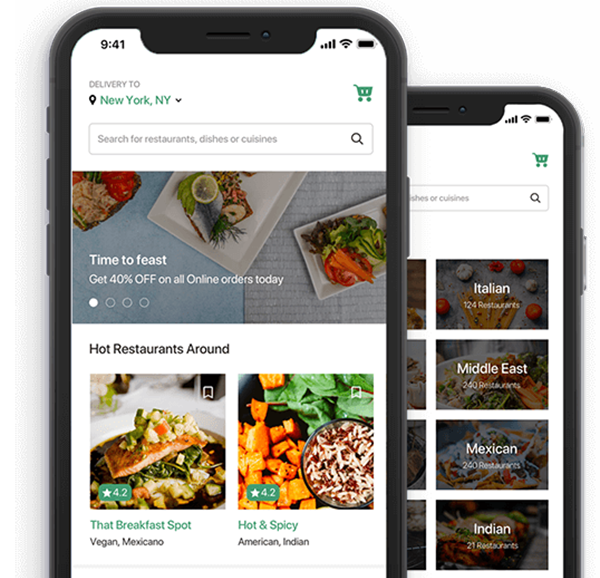 9:41
DELIVERY TO
New York, NY
Search for restaurants, dishes or cuisines
Time to feast
Get 40% OFF on all Online orders today
Hot Restaurants Around
4.2
4.2
That Breakfast Spot
Vegan, Mexicano
Hot & Spicy
American, Indian
shes or cuisines
Italian
124 Restaurants
Middle East
240 Restaurants
Mexican
240 Restaurants
Indian
21 Restaurants